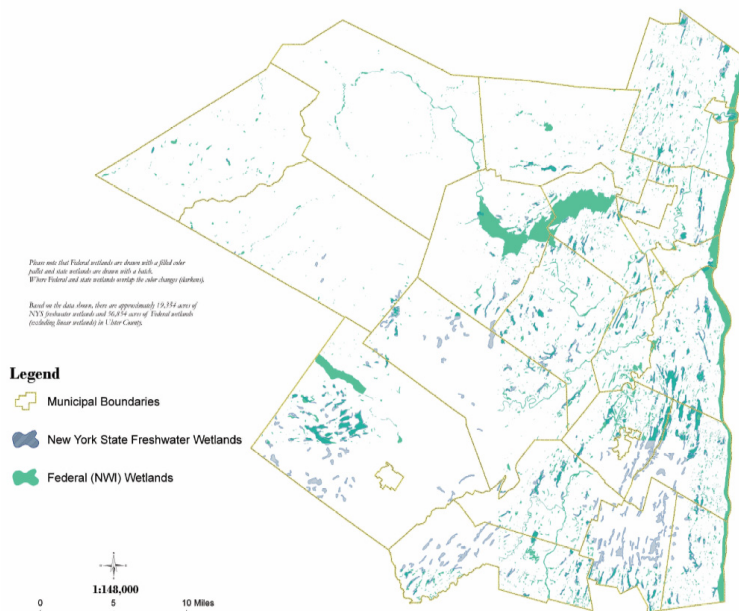 Please note that Federal wetlands are drawn with a filled color
pallet and state wetlands are drawn with a hatch.
Where Federal and state wetlands overlap the color changes (darkens).
Based on the data shown, there are approximately 19,354 acres of
NYS freshwater wetlands and 36,854 acres of Federal wetlands
(excluding linear wetlands) in Ulster County.
Legend
Municipal Boundaries
New York State Freshwater Wetlands
Federal (NWI) Wetlands
1:148,000
0 5 10 Miles